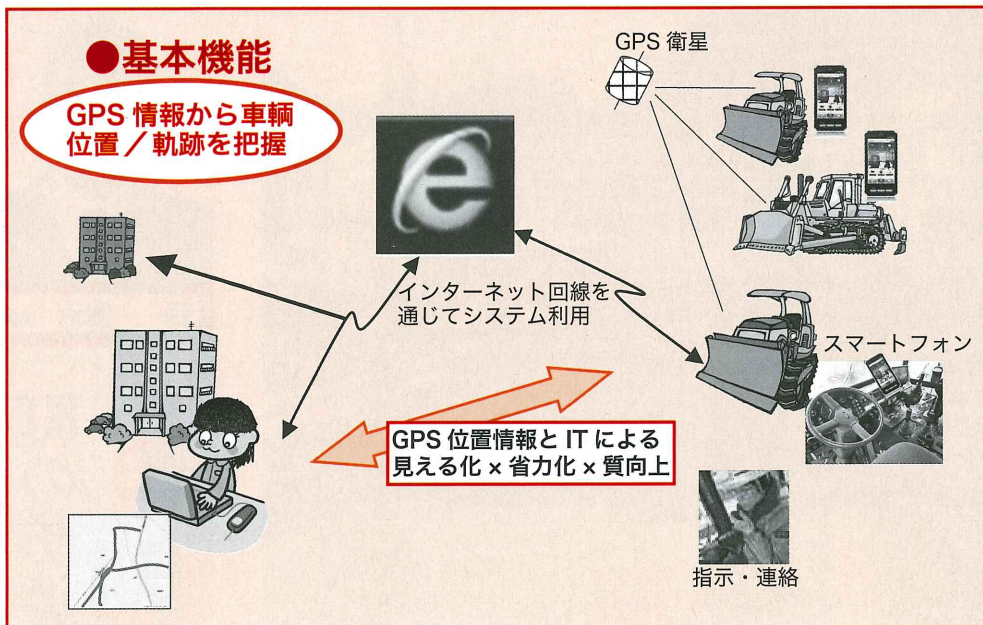 ●基本機能
GPS 情報から車輌
位置／軌跡を把握
GPS 衛星
インターネット回線を
通じてシステム利用
スマートフォン
GPS 位置情報と IT による
見える化 × 省力化 × 質向上
指示・連絡